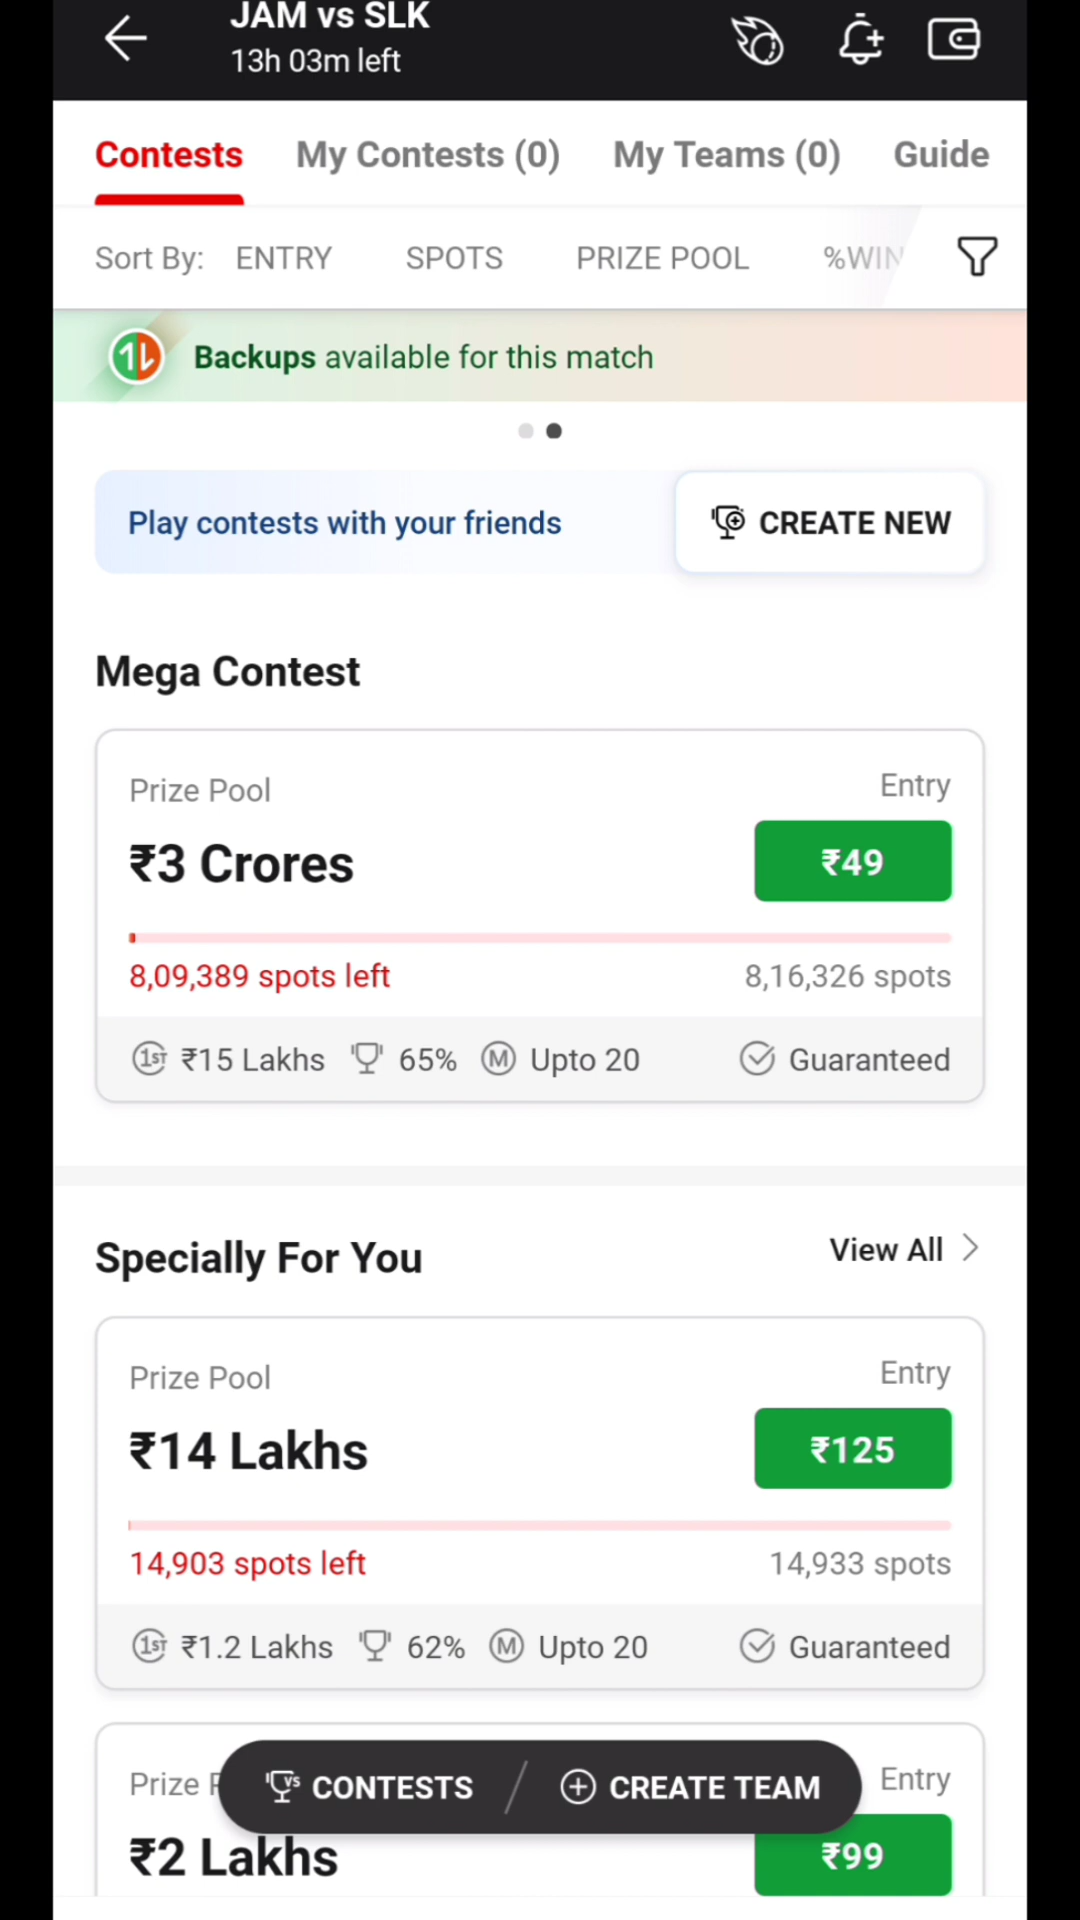 JAM vs SLK
13h 03m left
Contests My Contests (0) My Teams (0) Guide
Sort By: ENTRY SPOTS PRIZE POOL %WIN
Backups available for this match
Play contests with your friends CREATE NEW
Mega Contest
Prize Pool Entry
₹3 Crores ₹49
8,09,389 spots left 8,16,326 spots
1ST ₹15 Lakhs 65% M Upto 20 Guaranteed
Specially For You View All
Prize Pool Entry
₹14 Lakhs ₹125
14,903 spots left 14,933 spots
1ST ₹1.2 Lakhs 62% M Upto 20 Guaranteed
Prize Entry
VS CONTESTS CREATE TEAM
₹2 Lakhs ₹99